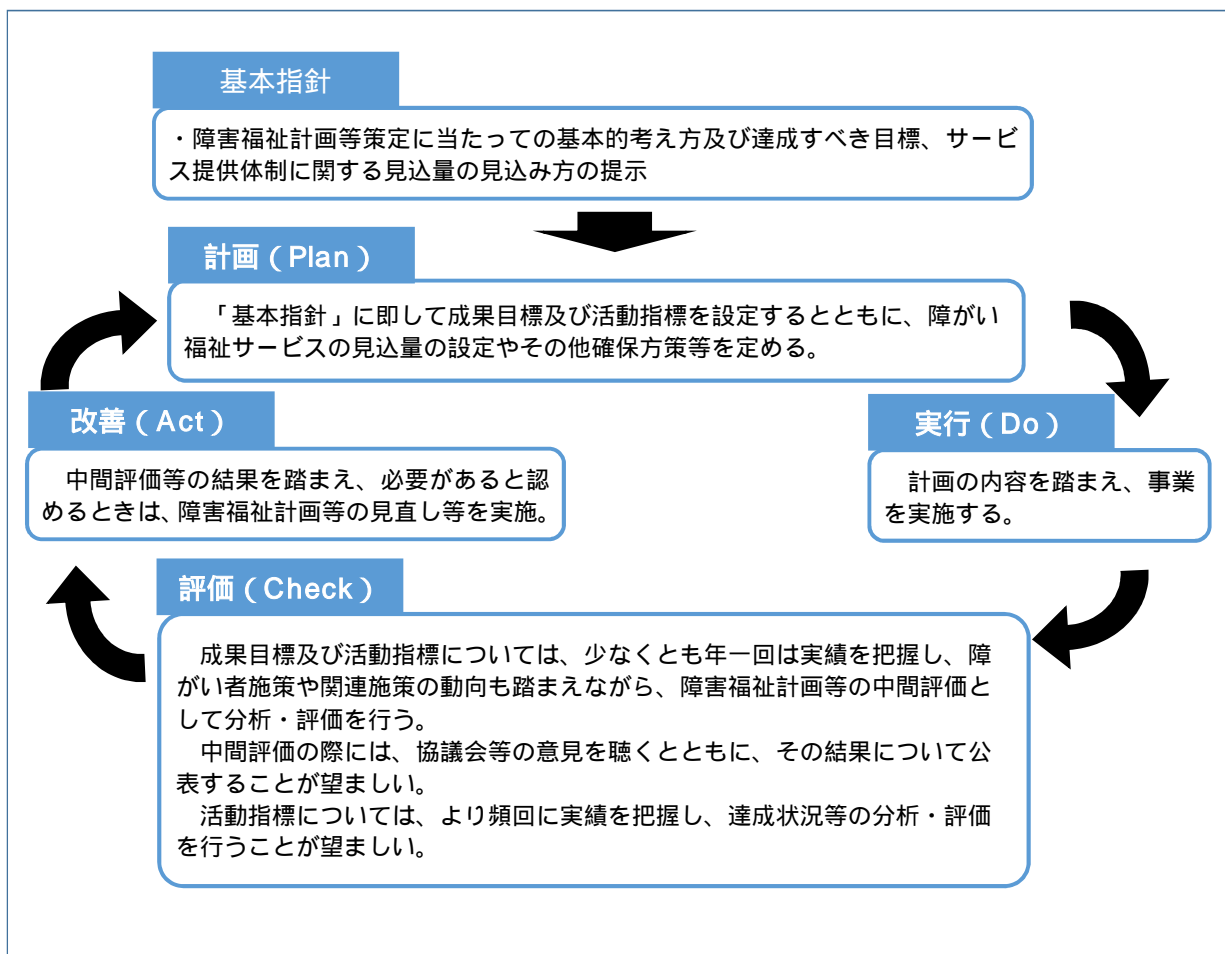 基本指針
・障害福祉計画等策定に当たっての基本的考え方及び達成すべき目標、サービ
ス提供体制に関する見込量の見込み方の提示
計画（Plan）
「基本指針」に即して成果目標及び活動指標を設定するとともに、障がい
福祉サービスの見込量の設定やその他確保方策等を定める。
改善（Act）
中間評価等の結果を踏まえ、必要があると認
めるときは、障害福祉計画等の見直し等を実施。
実行（Do）
計画の内容を踏まえ、事業
を実施する。
評価（Check）
成果目標及び活動指標については、少なくとも年一回は実績を把握し、障
がい者施策や関連施策の動向も踏まえながら、障害福祉計画等の中間評価と
して分析・評価を行う。
中間評価の際には、協議会等の意見を聴くとともに、その結果について公
表することが望ましい。
活動指標については、より頻回に実績を把握し、達成状況等の分析・評価
を行うことが望ましい。